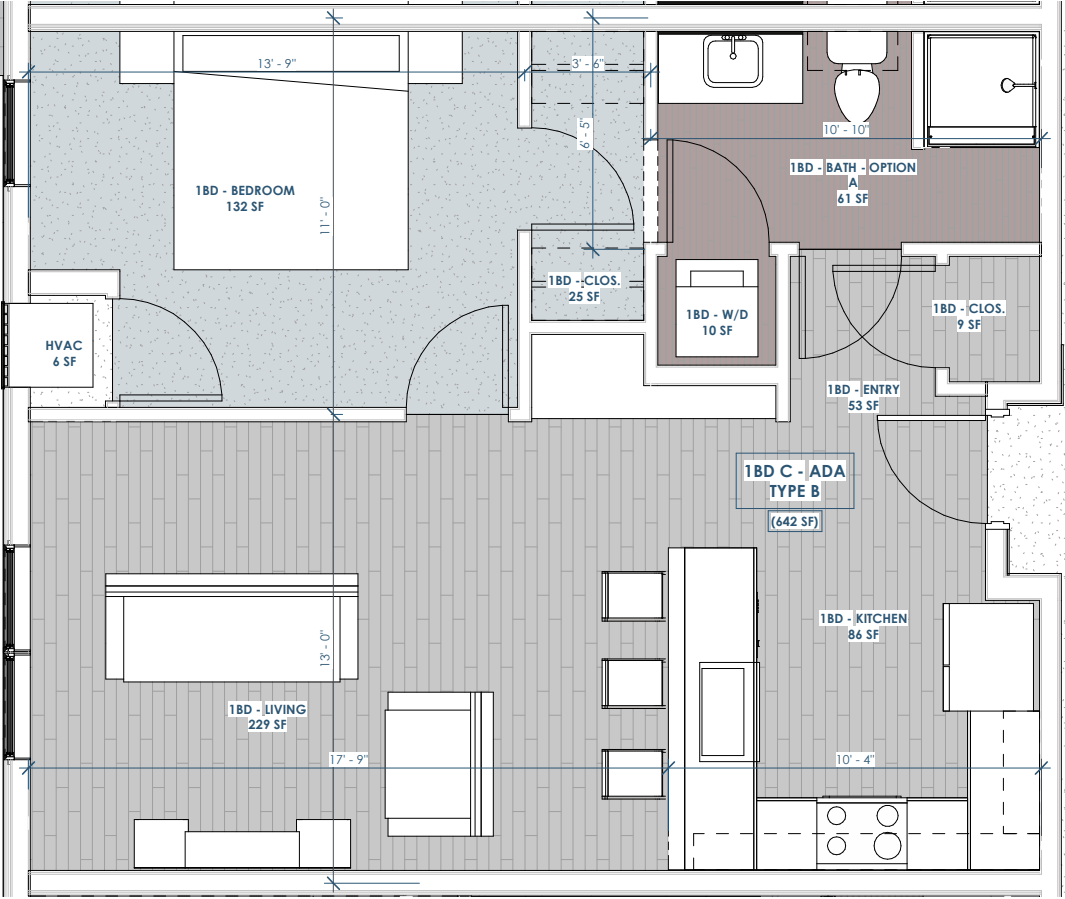 13' - 9"
3' - 6"
6' - 5"
10' - 10"
1BD - BATH - OPTION
A
61 SF
1BD - BEDROOM
132 SF
11' - 0"
1BD - CLOS.
25 SF
1BD - W/D
10 SF
1BD - CLOS.
9 SF
HVAC
6 SF
1BD - ENTRY
53 SF
1BD C - ADA
TYPE B
(642 SF)
1BD - KITCHEN
86 SF
13' - 0"
1BD - LIVING
229 SF
17' - 9"
10' - 4"